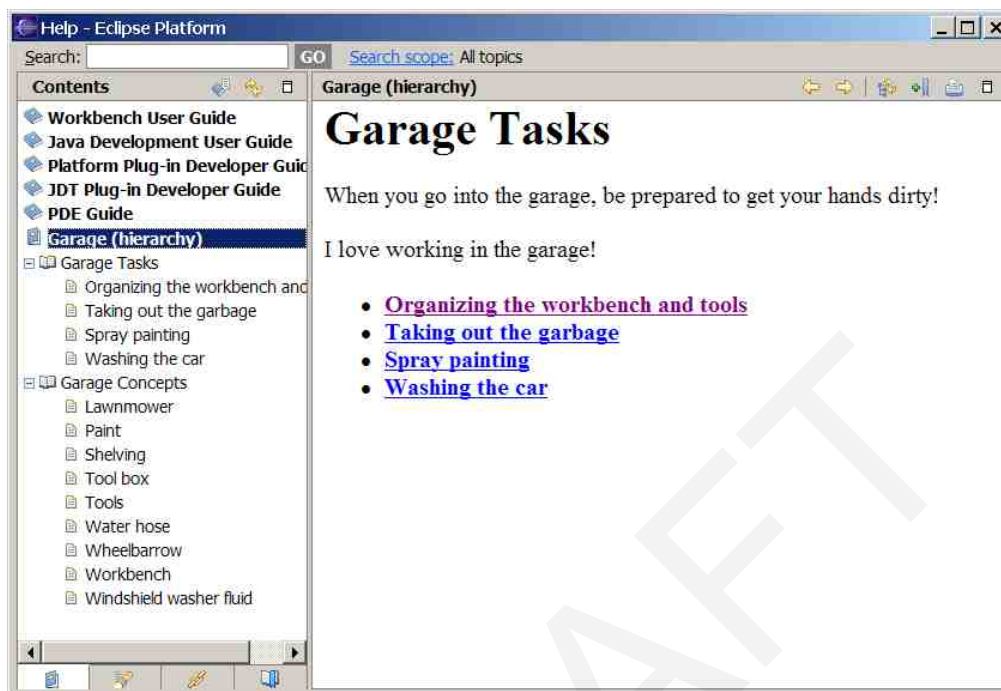 Help - Eclipse Platform
Search: GO Search scope: All topics
Contents
Workbench User Guide
Java Development User Guide
Platform Plug-in Developer Guid
JDT Plug-in Developer Guide
PDE Guide
Garage (hierarchy)
Garage Tasks
Organizing the workbench and
Taking out the garbage
Spray painting
Washing the car
Garage Concepts
Lawnmower
Paint
Shelving
Tool box
Tools
Water hose
Wheelbarrow
Workbench
Windshield washer fluid
Garage (hierarchy)
Garage Tasks
When you go into the garage, be prepared to get your hands dirty!
I love working in the garage!
Organizing the workbench and tools
Taking out the garbage
Spray painting
Washing the car
AFT